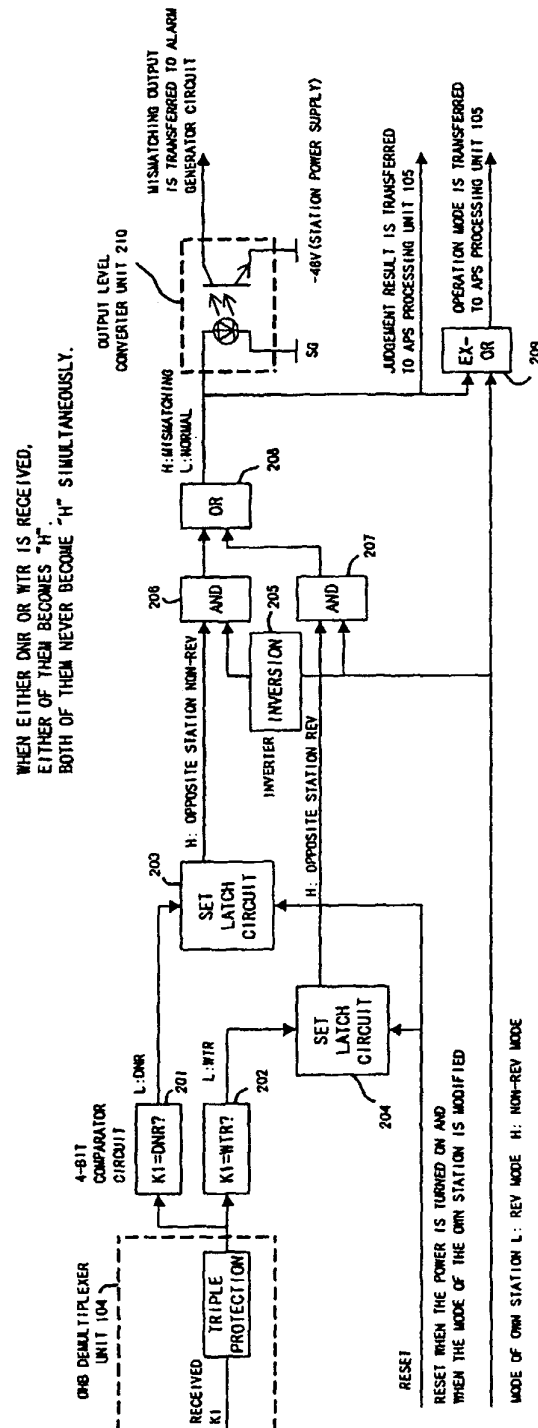 WHEN EITHER DNR OR WTR IS RECEIVED,
EITHER OF THEM BECOMES "H".
BOTH OF THEM NEVER BECOME "H" SIMULTANEOUSLY.
OHB DEMULTIPLEXER
UNIT 104
RECEIVED
K1
TRIPLE
PROTECTION
4-BIT
COMPARATOR
CIRCUIT
K1=DNR?
201
L:DNR
K1=WTR?
202
L:WTR
203
SET
LATCH
CIRCUIT
SET
LATCH
CIRCUIT
204
H: OPPOSITE STATION NON-REV
H: OPPOSITE STATION REV
INVERTER
INVERSION
205
206
AND
AND
207
OR
208
H:MISMATCHING
L:NORMAL
OUTPUT LEVEL
CONVERTER UNIT 210
SG
-48V(STATION POWER SUPPLY)
MISMATCHING OUTPUT
IS TRANSFERRED TO ALARM
GENERATOR CIRCUIT
JUDGEMENT RESULT IS TRANSFERRED
TO APS PROCESSING UNIT 105
EX-
OR
209
OPERATION MODE IS TRANSFERRED
TO APS PROCESSING UNIT 105
RESET
RESET WHEN THE POWER IS TURNED ON AND
WHEN THE MODE OF THE OWN STATION IS MODIFIED
MODE OF OWN STATION L: REV MODE H: NON-REV MODE